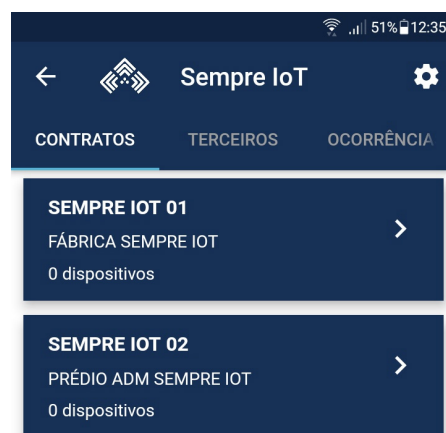 51% 12:35
Sempre IoT
CONTRATOS TERCEIROS OCORRÊNCIA
SEMPRE IOT 01
FÁBRICA SEMPRE IOT
0 dispositivos
SEMPRE IOT 02
PRÉDIO ADM SEMPRE IOT
0 dispositivos